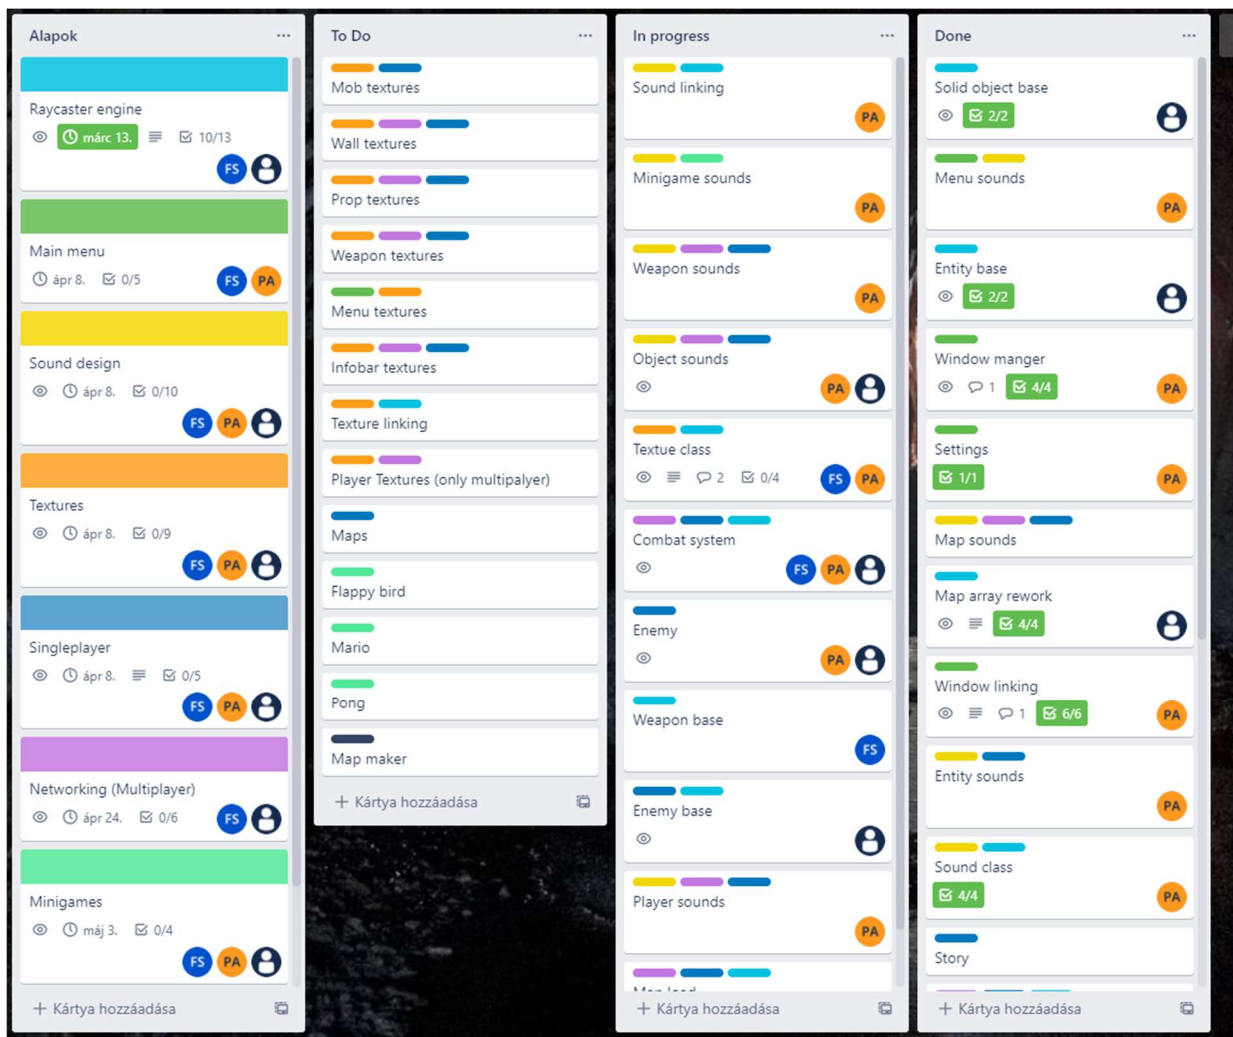 Alapok
Raycaster engine
márc 13. 10/13
FS
Main menu
ápr 8. 0/5 FS PA
Sound design
ápr 8. 0/10
FS PA
Textures
ápr 8. 0/9
FS PA
Singleplayer
ápr 8. 0/5
FS PA
Networking (Multiplayer)
ápr 24. 0/6 FS
Minigames
máj 3. 0/4
FS PA
+ Kártya hozzáadása
To Do
Mob textures
Wall textures
Prop textures
Weapon textures
Menu textures
Infobar textures
Texture linking
Player Textures (only multipalyer)
Maps
Flappy bird
Mario
Pong
Map maker
+ Kártya hozzáadása
In progress
Sound linking
PA
Minigame sounds
PA
Weapon sounds
PA
Object sounds
PA
Textue class
2 0/4 FS PA
Combat system
FS PA
Enemy
PA
Weapon base
FS
Enemy base
Player sounds
PA
+ Kártya hozzáadása
Done
Solid object base
2/2
Menu sounds
PA
Entity base
2/2
Window manger
1 4/4 PA
Settings
1/1 PA
Map sounds
Map array rework
4/4
Window linking
1 6/6 PA
Entity sounds
PA
Sound class
4/4 PA
Story
+ Kártya hozzáadása